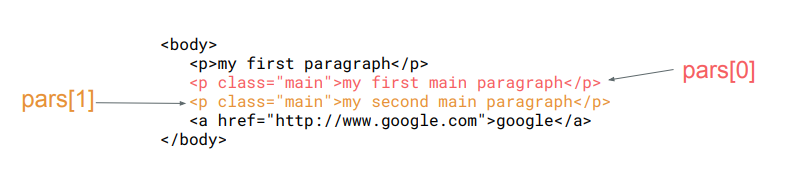 <body>
<p>my first paragraph</p>
<p class="main">my first main paragraph</p>
pars[0]
pars[1]
<p class="main">my second main paragraph</p>
<a href="http://www.google.com">google</a>
</body>